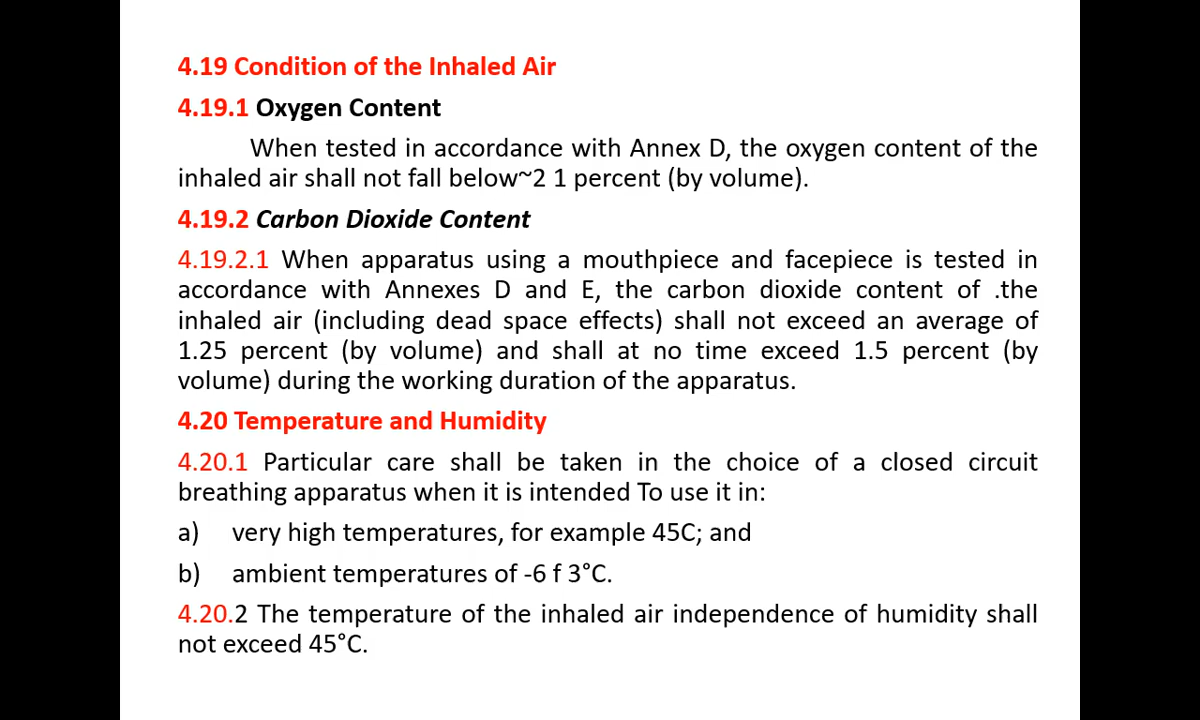 4.19 Condition of the Inhaled Air
4.19.1 Oxygen Content
When tested in accordance with Annex D, the oxygen content of the
inhaled air shall not fall below~2 1 percent (by volume).
4.19.2 Carbon Dioxide Content
4.19.2.1 When apparatus using a mouthpiece and facepiece is tested in
accordance with Annexes D and E, the carbon dioxide content of .the
inhaled air (including dead space effects) shall not exceed an average of
1.25 percent (by volume) and shall at no time exceed 1.5 percent (by
volume) during the working duration of the apparatus.
4.20 Temperature and Humidity
4.20.1 Particular care shall be taken in the choice of a closed circuit
breathing apparatus when it is intended To use it in:
a) very high temperatures, for example 45C; and
b) ambient temperatures of -6 f 3°C.
4.20.2 The temperature of the inhaled air independence of humidity shall
not exceed 45°C.